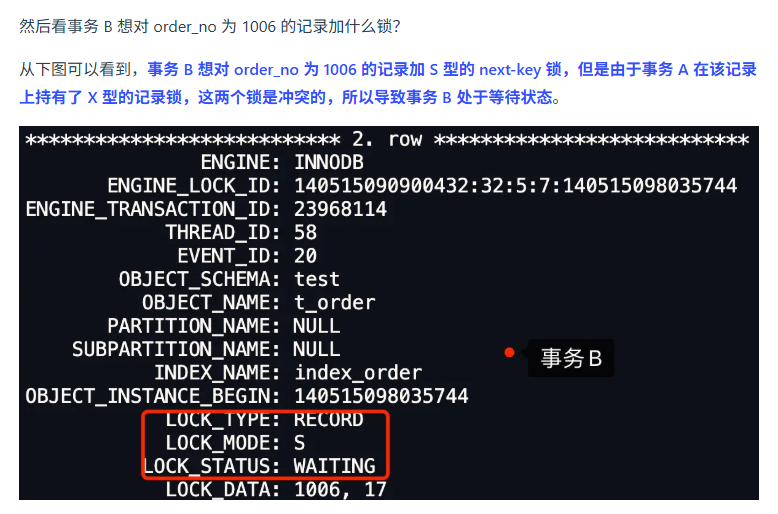 然后看事务 B 想对 order_no 为 1006 的记录加什么锁？
从下图可以看到，事务 B 想对 order_no 为 1006 的记录加 S 型的 next-key 锁，但是由于事务 A 在该记录
上持有了 X 型的记录锁，这两个锁是冲突的，所以导致事务 B 处于等待状态。
*************************** 2. row ***************************
ENGINE: INNODB
ENGINE_LOCK_ID: 140515090900432:32:5:7:140515098035744
ENGINE_TRANSACTION_ID: 23968114
THREAD_ID: 58
EVENT_ID: 20
OBJECT_SCHEMA: test
OBJECT_NAME: t_order
PARTITION_NAME: NULL
SUBPARTITION_NAME: NULL
事务B
INDEX_NAME: index_order
OBJECT_INSTANCE_BEGIN: 140515098035744
LOCK_TYPE: RECORD
LOCK_MODE: S
LOCK_STATUS: WAITING
LOCK_DATA: 1006, 17